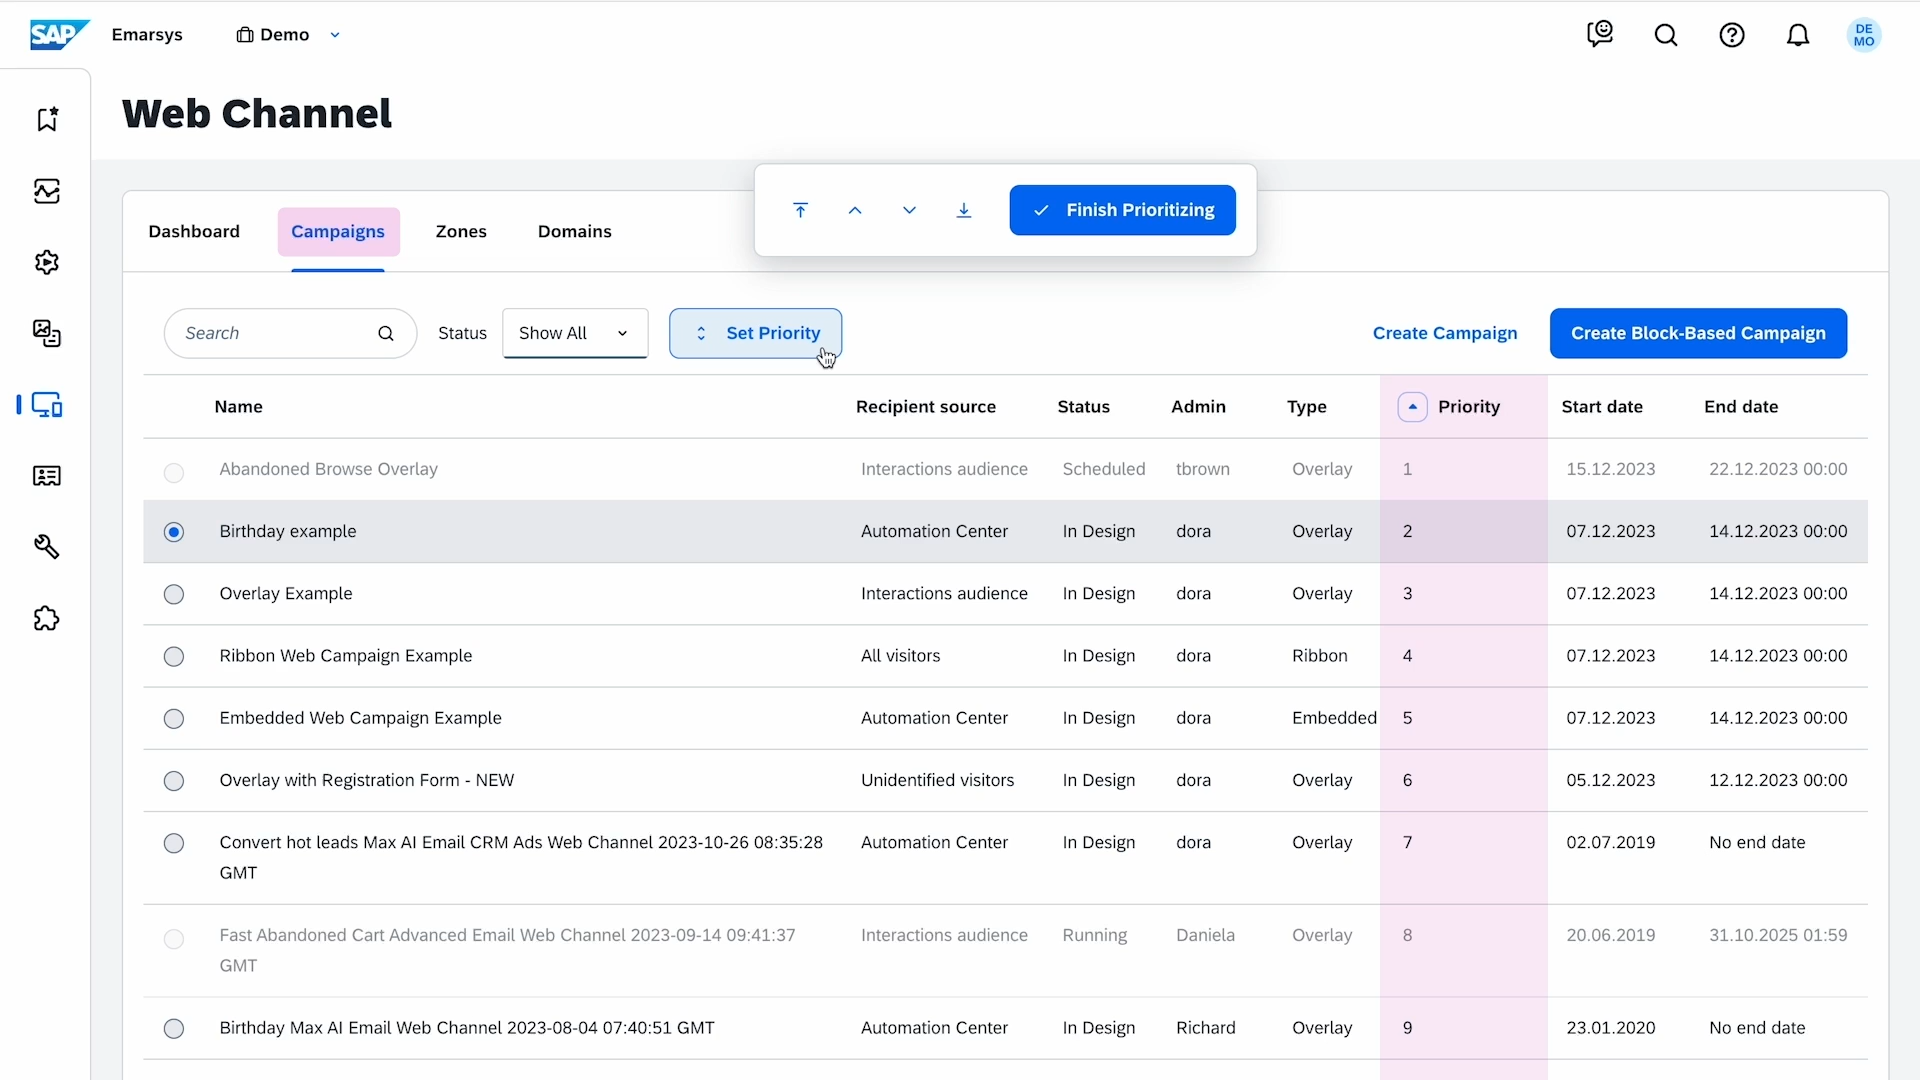 SAP Emarsys Demo
DE
MO
Web Channel
Finish Prioritizing
Dashboard Campaigns Zones Domains
Search Status Show All Set Priority Create Campaign Create Block-Based Campaign
Name Recipient source Status Admin Type Priority Start date End date
Abandoned Browse Overlay Interactions audience Scheduled tbrown Overlay 1 15.12.2023 22.12.2023 00:00
Birthday example Automation Center In Design dora Overlay 2 07.12.2023 14.12.2023 00:00
Overlay Example Interactions audience In Design dora Overlay 3 07.12.2023 14.12.2023 00:00
Ribbon Web Campaign Example All visitors In Design dora Ribbon 4 07.12.2023 14.12.2023 00:00
Embedded Web Campaign Example Automation Center In Design dora Embedded 5 07.12.2023 14.12.2023 00:00
Overlay with Registration Form - NEW Unidentified visitors In Design dora Overlay 6 05.12.2023 12.12.2023 00:00
Convert hot leads Max AI Email CRM Ads Web Channel 2023-10-26 08:35:28 Automation Center In Design dora Overlay 7 02.07.2019 No end date
GMT
Fast Abandoned Cart Advanced Email Web Channel 2023-09-14 09:41:37 Interactions audience Running Daniela Overlay 8 20.06.2019 31.10.2025 01:59
GMT
Birthday Max AI Email Web Channel 2023-08-04 07:40:51 GMT Automation Center In Design Richard Overlay 9 23.01.2020 No end date